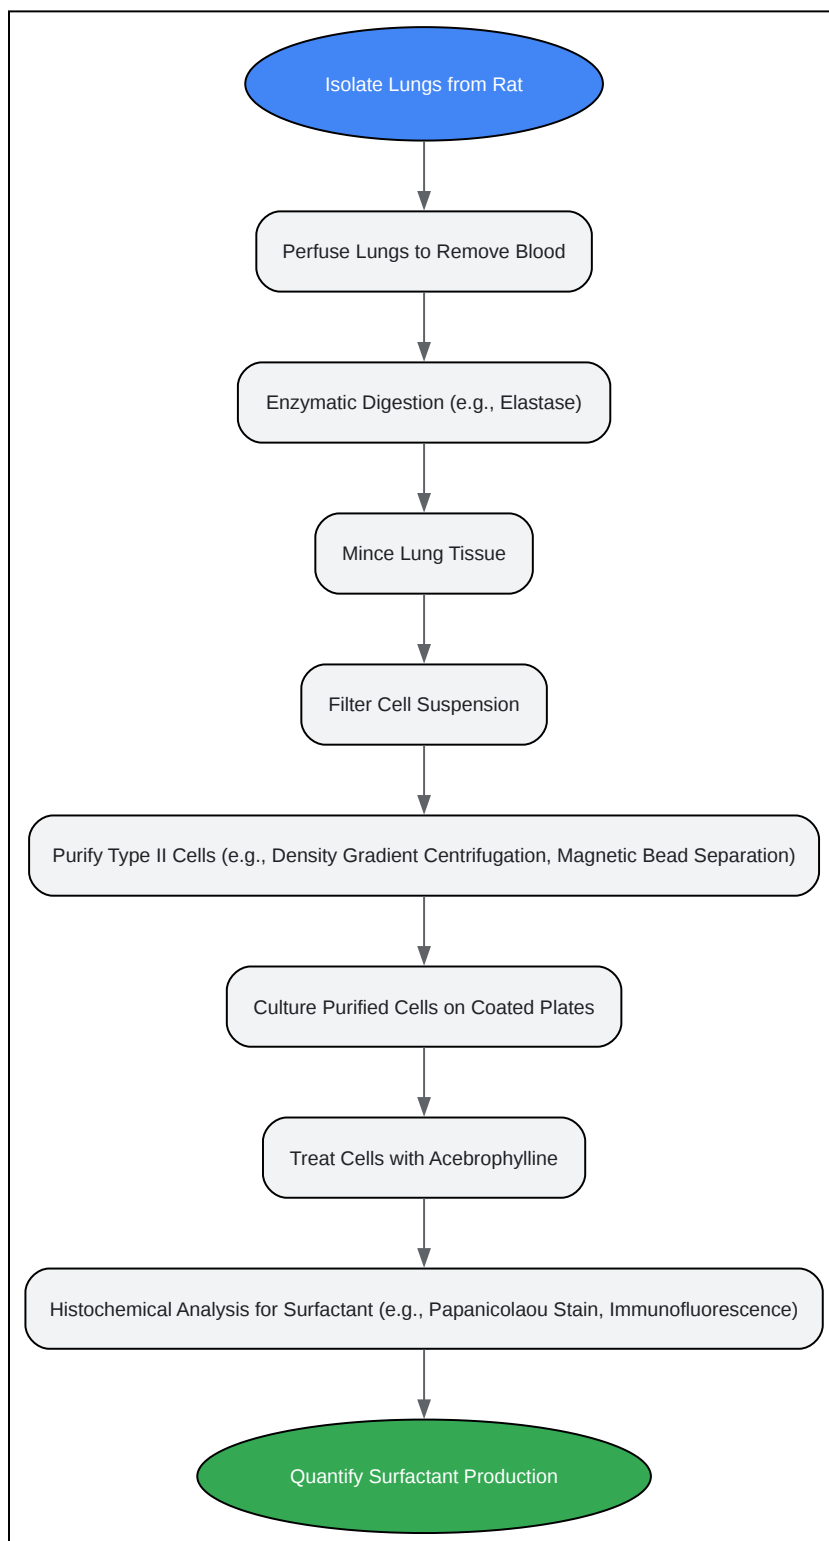 Isolate Lungs from Rat
Perfuse Lungs to Remove Blood
Enzymatic Digestion (e.g., Elastase)
Mince Lung Tissue
Filter Cell Suspension
Purify Type II Cells (e.g., Density Gradient Centrifugation, Magnetic Bead Separation)
Culture Purified Cells on Coated Plates
Treat Cells with Acebrophylline
Histochemical Analysis for Surfactant (e.g., Papanicolaou Stain, Immunofluorescence)
Quantify Surfactant Production